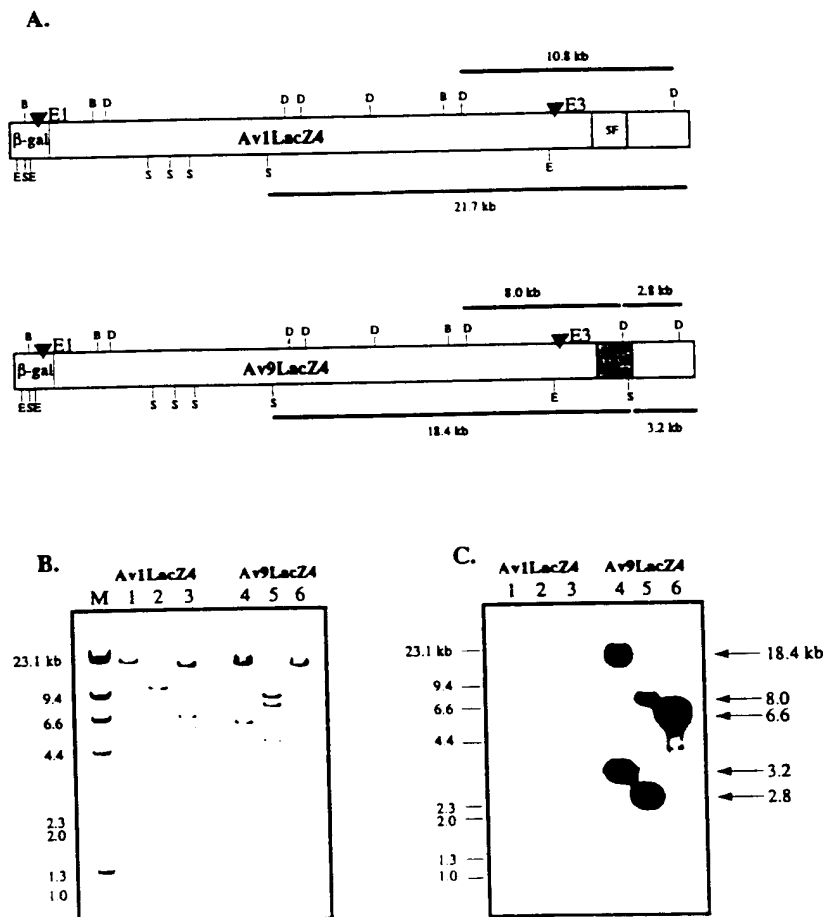 A.
10.8 kb
B E1 B D D D D B D E3 D
β-gal Av1LacZ4 SF
E S E S S S S E
21.7 kb
8.0 kb 2.8 kb
B E1 B D D D D B D E3 D D
β-gal Av9LacZ4
E S E S S S S E S
18.4 kb 3.2 kb
B. C.
Av1LacZ4 Av9LacZ4
M 1 2 3 4 5 6
23.1 kb
9.4
6.6
4.4
2.3
2.0
1.3
1.0
Av1LacZ4 Av9LacZ4
1 2 3 4 5 6
23.1 kb
9.4
6.6
4.4
2.3
2.0
1.3
1.0
18.4 kb
8.0
6.6
3.2
2.8